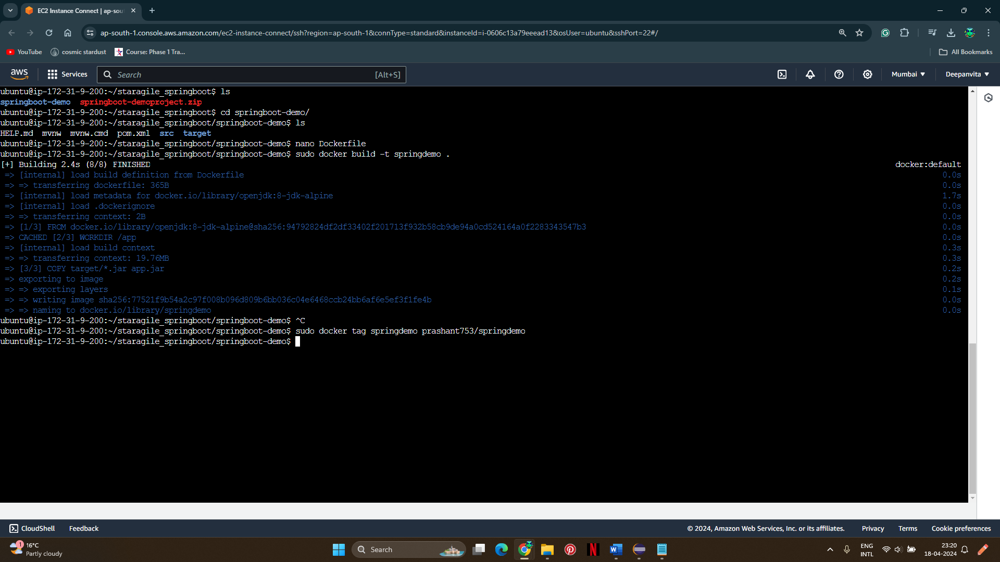 EC2 Instance Connect | ap-sou
ap-south-1.console.aws.amazon.com/ec2-instance-connect/ssh?region=ap-south-1&connType=standard&instanceId=i-0606c13a79eeead13&osUser=ubuntu&sshPort=22#/
YouTube cosmic stardust Course: Phase 1 Tra... All Bookmarks
aws Services Search [Alt+S] Mumbai Deepanvita
ubuntu@ip-172-31-9-200:~/staragile_springboot$ ls
springboot-demo springboot-demoproject.zip
ubuntu@ip-172-31-9-200:~/staragile_springboot$ cd springboot-demo/
ubuntu@ip-172-31-9-200:~/staragile_springboot/springboot-demo$ ls
HELP.md mvnw mvnw.cmd pom.xml src target
ubuntu@ip-172-31-9-200:~/staragile_springboot/springboot-demo$ nano Dockerfile
ubuntu@ip-172-31-9-200:~/staragile_springboot/springboot-demo$ sudo docker build -t springdemo .
[+] Building 2.4s (8/8) FINISHED docker:default
=> [internal] load build definition from Dockerfile 0.0s
=> => transferring dockerfile: 365B 0.0s
=> [internal] load metadata for docker.io/library/openjdk:8-jdk-alpine 1.7s
=> [internal] load .dockerignore 0.0s
=> => transferring context: 2B 0.0s
=> [1/3] FROM docker.io/library/openjdk:8-jdk-alpine@sha256:94792824df2df33402f201713f932b58cb9de94a0cd524164a0f2283343547b3 0.0s
=> CACHED [2/3] WORKDIR /app 0.0s
=> [internal] load build context 0.3s
=> => transferring context: 19.76MB 0.3s
=> [3/3] COPY target/*.jar app.jar 0.2s
=> exporting to image 0.2s
=> => exporting layers 0.1s
=> => writing image sha256:77521f9b54a2c97f008b096d809b6bb036c04e6468ccb24bb6af6e5ef3f1fe4b 0.0s
=> => naming to docker.io/library/springdemo 0.0s
ubuntu@ip-172-31-9-200:~/staragile_springboot/springboot-demo$ ^C
ubuntu@ip-172-31-9-200:~/staragile_springboot/springboot-demo$ sudo docker tag springdemo prashant753/springdemo
ubuntu@ip-172-31-9-200:~/staragile_springboot/springboot-demo$
CloudShell Feedback © 2024, Amazon Web Services, Inc. or its affiliates. Privacy Terms Cookie preferences
1 16°C
Partly cloudy
Search
N W
ENG
INTL
23:20
18-04-2024